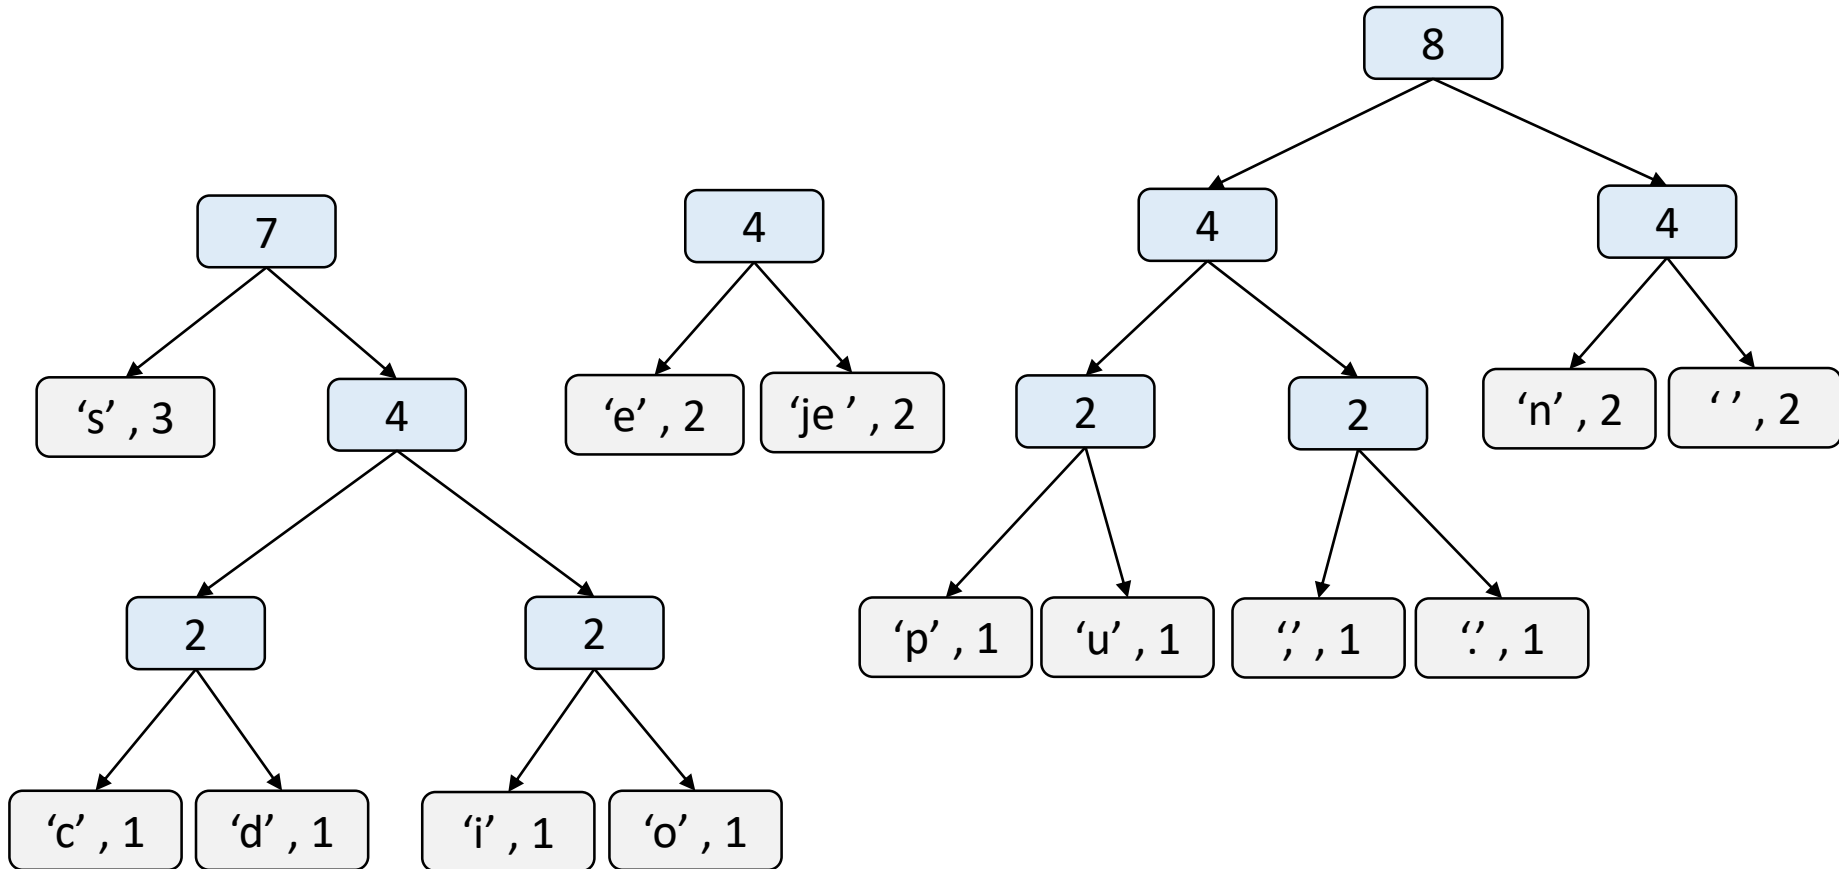 8
7
4
4
4
‘s’ , 3
4
‘e’ , 2
‘je ’ , 2
2
2
‘n’ , 2
‘ ’ , 2
2
2
‘p’ , 1
‘u’ , 1
‘,’ , 1
‘.’ , 1
‘c’ , 1
‘d’ , 1
‘i’ , 1
‘o’ , 1